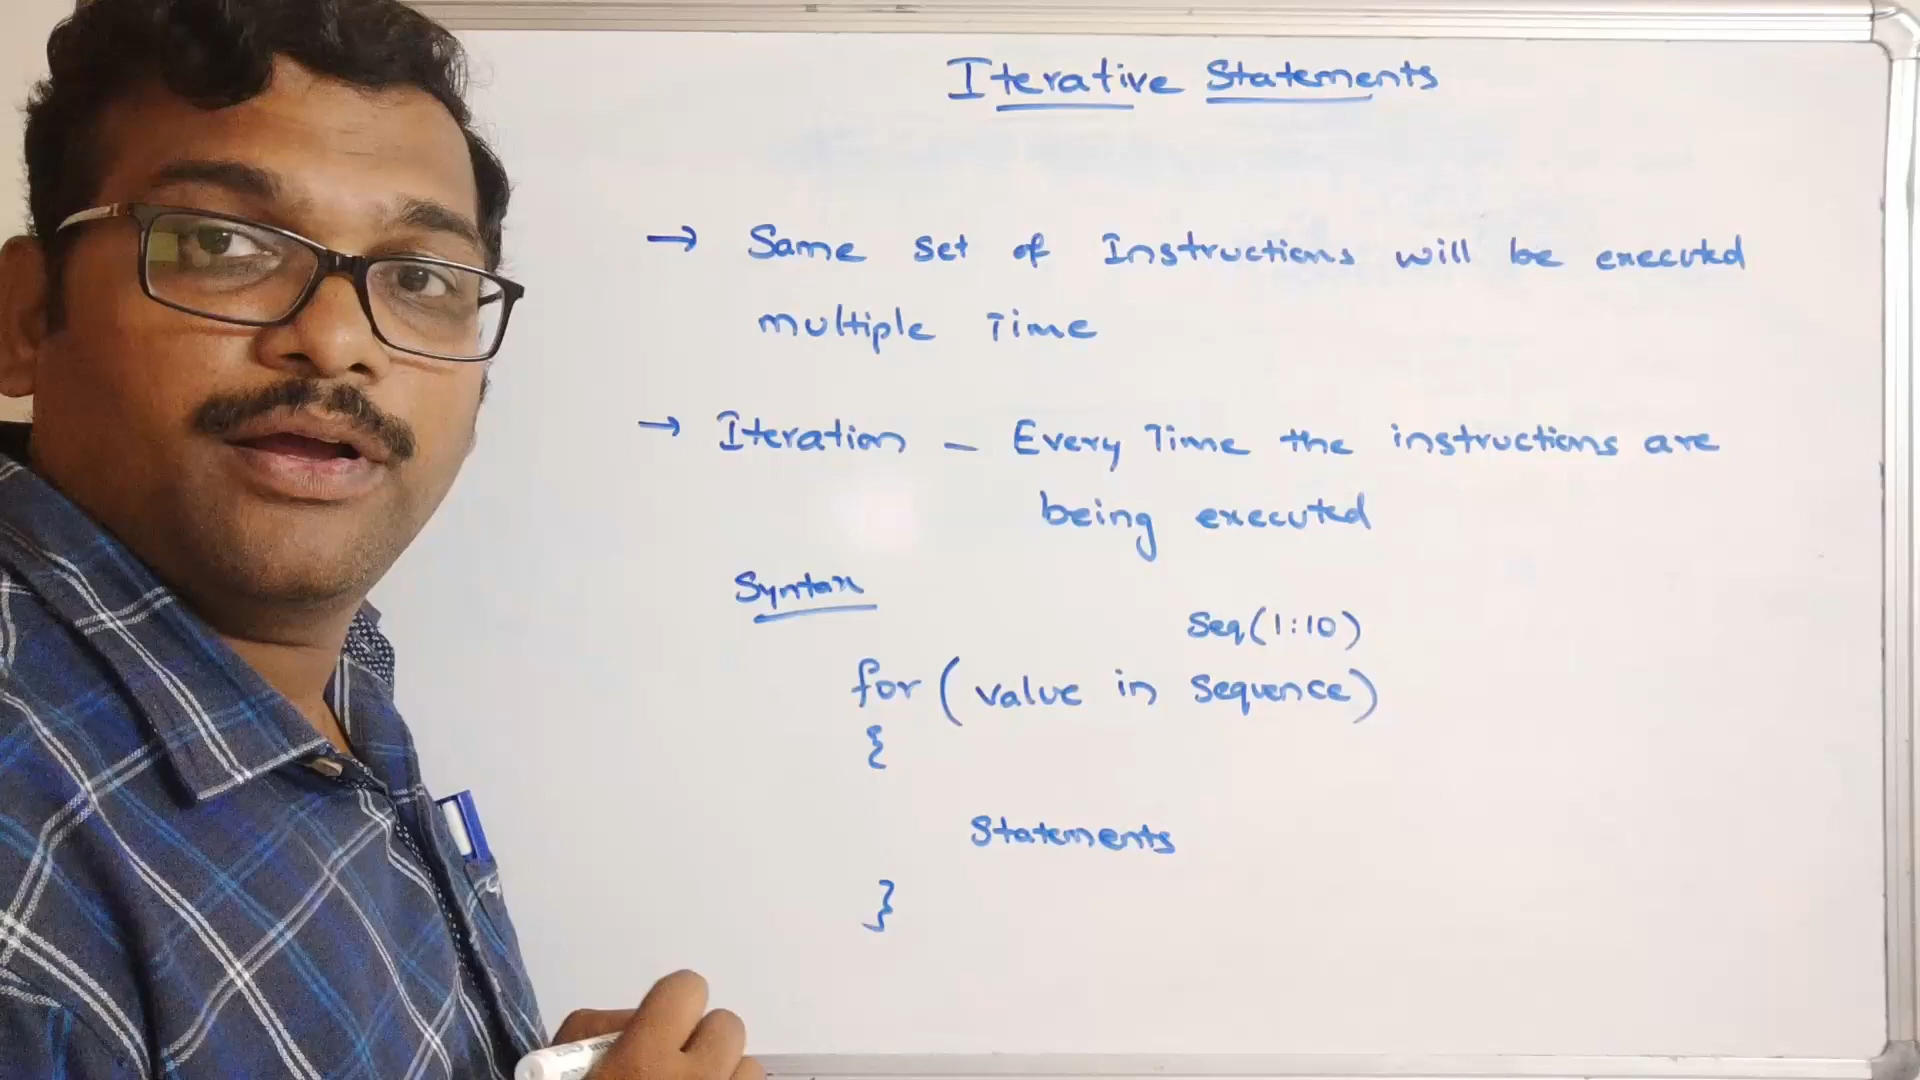 Iterative Statements
→ Same set of Instructions will be executed
multiple Time
→ Iteration – Every Time the instructions are
being executed
Syntax
Seq(1:10)
for (value in sequence)
{
Statements
}